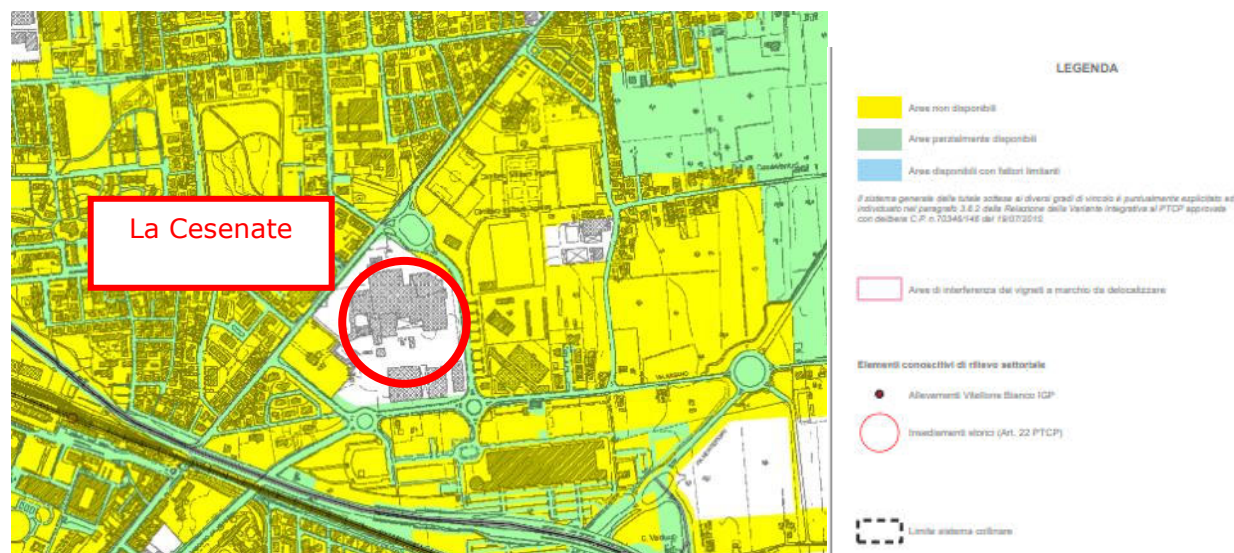 La Cesenate
LEGENDA
Aree non disponibili
Aree parzialmente disponibili
Aree disponibili con fattori limitanti
Il sistema generale delle tutele sottese ai diversi gradi di vincolo è puntualmente esplicitato ed
individuato nel paragrafo 3.6.2 della Relazione della Variante Integrativa al PTCP approvata
con delibera C.P. n.70346/146 del 19/07/2010
Aree di interferenza dei vigneti a marchio da delocalizzare
Elementi conoscitivi di rilievo settoriale
Allevamenti Vitellone Bianco IGP
Insediamenti storici (Art. 22 PTCP)
Limite sistema collinare